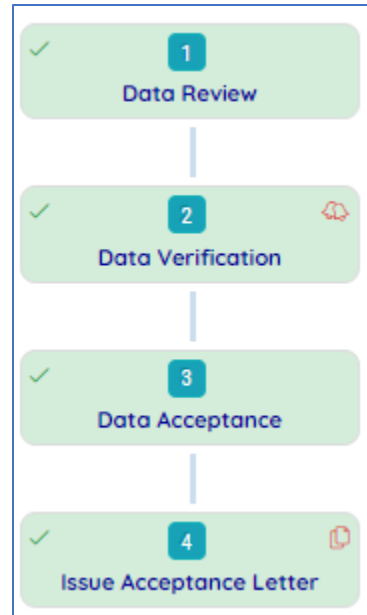 1
Data Review
2
Data Verification
3
Data Acceptance
4
Issue Acceptance Letter